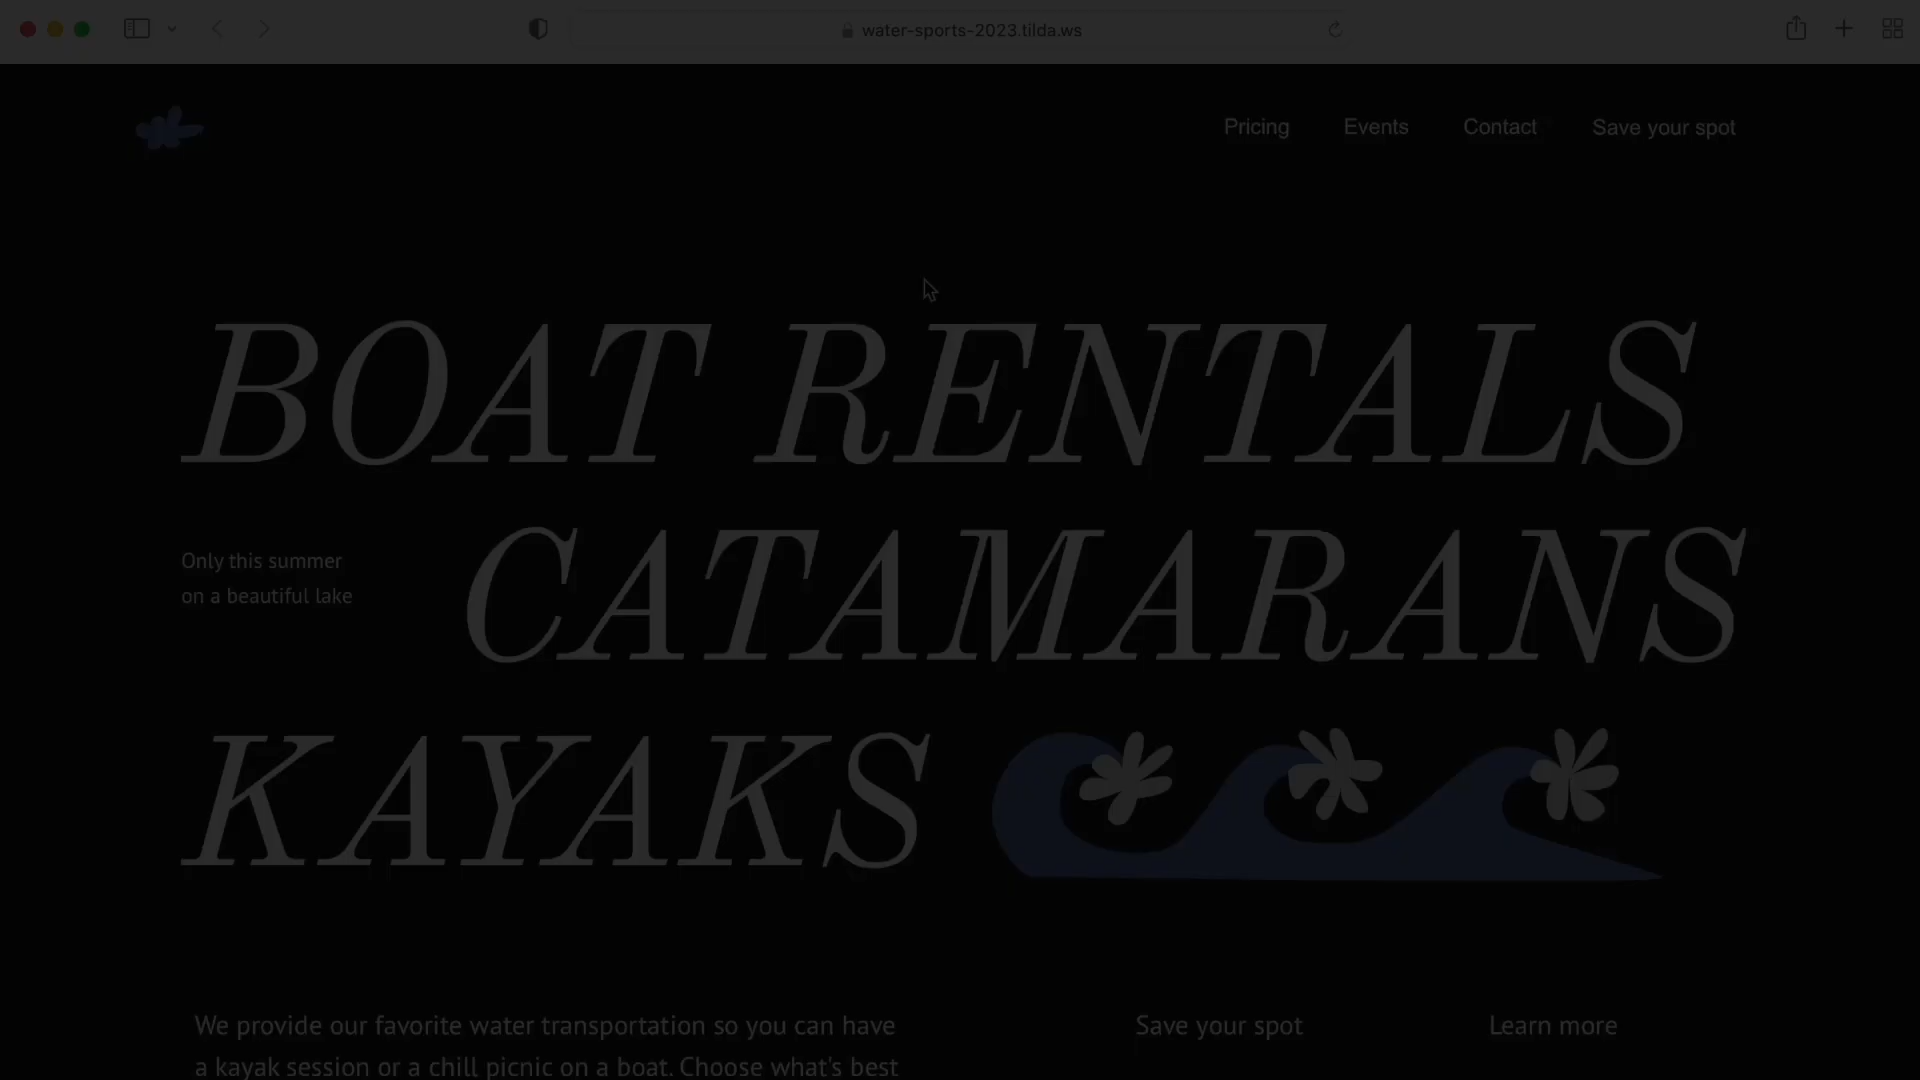 water-sports-2023.tilda.ws
Pricing Events Contact Save your spot
BOAT RENTALS
Only this summer
on a beautiful lake
CATAMARANS
KAYAKS
We provide our favorite water transportation so you can have
a kayak session or a chill picnic on a boat. Choose what's best
Save your spot
Learn more